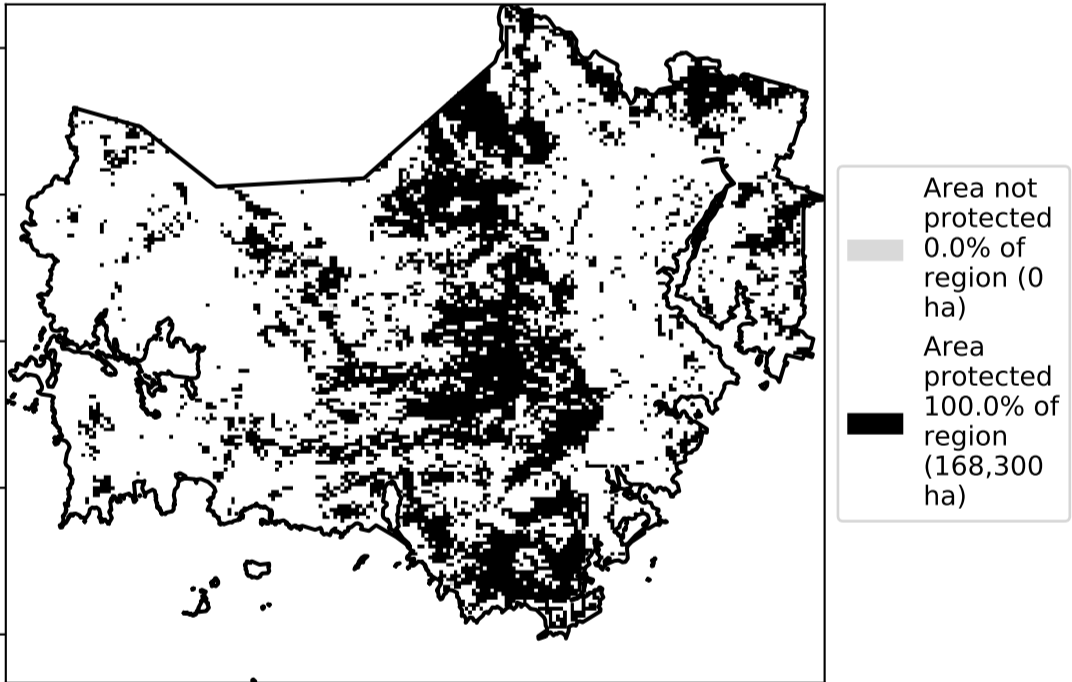 Area not
protected
0.0% of
region (0
ha)
Area
protected
100.0% of
region
(168,300
ha)